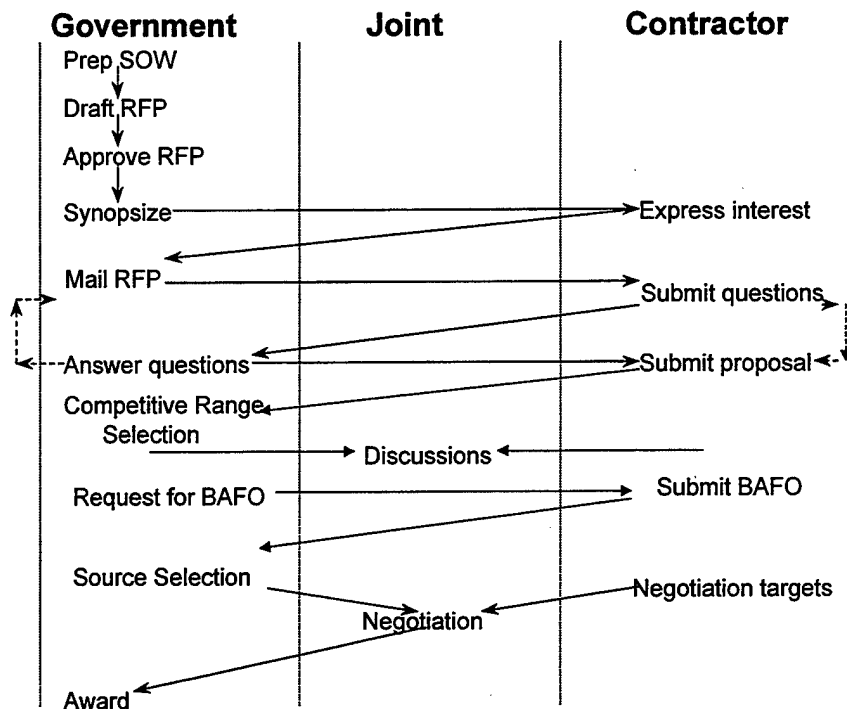 Government Joint Contractor
Prep SOW
Draft RFP
Approve RFP
Synopsize Express interest
Mail RFP
Submit questions
Answer questions Submit proposal
Competitive Range
Selection
Discussions
Request for BAFO Submit BAFO
Source Selection Negotiation targets
Negotiation
Award